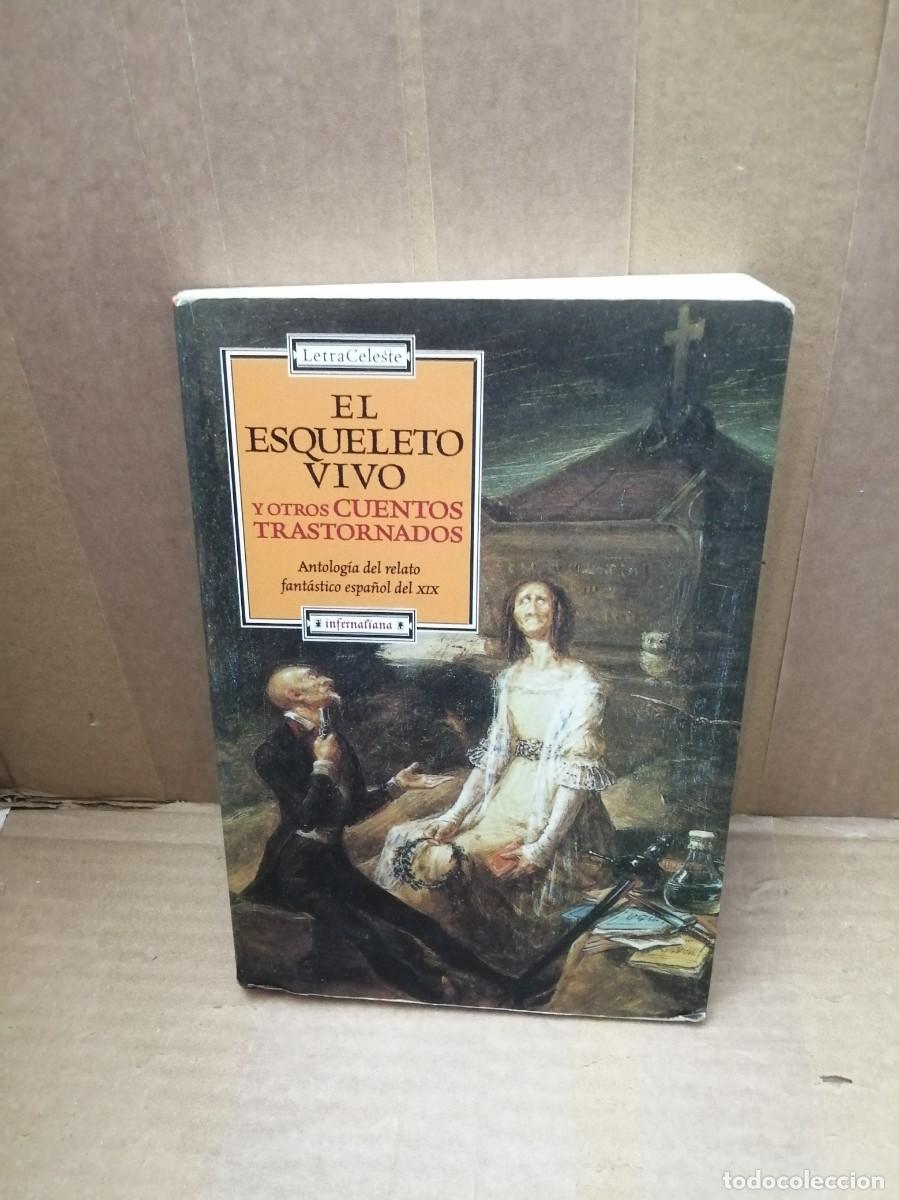 LetraCeleste
EL
ESQUELETO
VIVO
Y OTROS CUENTOS
TRASTORNADOS
Antología del relato
fantástico español del XIX
infernaliana
todocoleccion